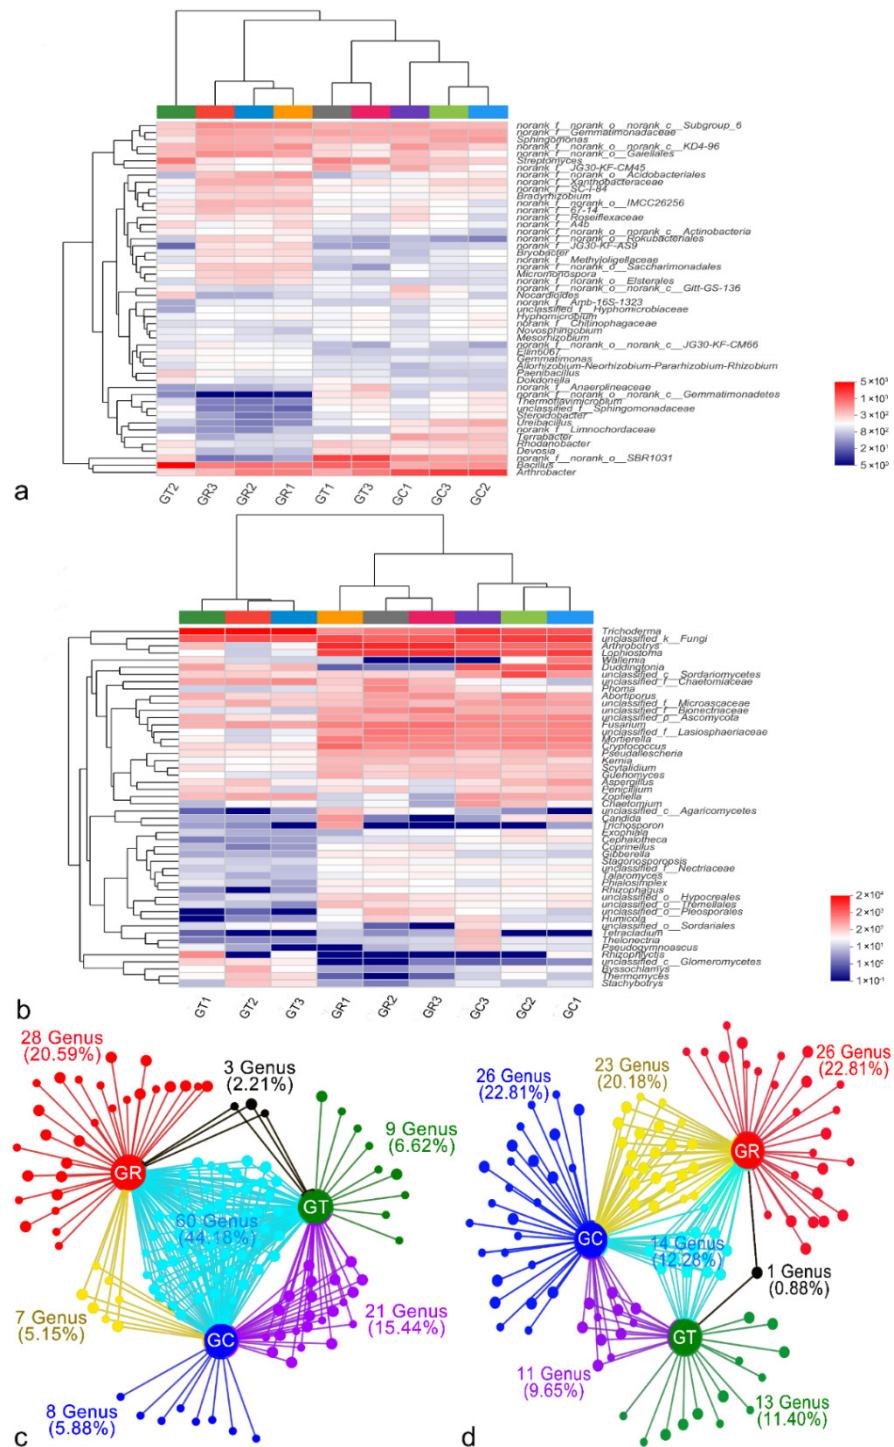 norank_f__norank_o__norank_c__Subgroup_6
norank_f__Gemmatimonadaceae
Sphingomonas
norank_f__norank_o__norank_c__KD4-96
norank_f__norank_o__Gaiellales
Streptomyces
norank_f__JG30-KF-CM45
norank_f__norank_o__Acidobacteriales
norank_f__Xanthobacteraceae
norank_f__SC-I-84
Bradyrhizobium
norank_f__norank_o__IMCC26256
norank_f__67-14
norank_f__Roseiflexaceae
norank_f__A4b
norank_f__norank_o__norank_c__Actinobacteria
norank_f__norank_o__Rokubacteriales
norank_f__JG30-KF-AS9
Bryobacter
norank_f__Methyloligellaceae
norank_f__norank_o__Saccharimonadales
Micromonospora
norank_f__norank_o__Elsterales
norank_f__norank_o__norank_c__Gitt-GS-136
Nocardioides
norank_f__Amb-16S-1323
unclassified_f__Hyphomicrobiaceae
Hyphomicrobium
norank_f__Chitinophagaceae
Novosphingobium
Mesorhizobium
norank_f__norank_o__norank_c__JG30-KF-CM66
Ellin6067
Gemmatimonas
Allorhizobium-Neorhizobium-Pararhizobium-Rhizobium
Paenibacillus
Dokdonella
norank_f__Anaerolineaceae
norank_f__norank_o__norank_c__Gemmatimonadetes
Thermoflavimicrobium
unclassified_f__Sphingomonadaceae
Steroidobacter
Ureibacillus
norank_f__Limnochordaceae
Terrabacter
Rhodanobacter
Devosia
norank_f__norank_o__SBR1031
Bacillus
Arthrobacter
5×10³
1×10³
3×10²
8×10²
2×10¹
5×10⁰
GT2 GR3 GR2 GR1 GT1 GT3 GC1 GC3 GC2
a
Trichoderma
unclassified_k__Fungi
Arthrobotrys
Lophiostoma
Wallemia
Duddingtonia
unclassified_c__Sordariomycetes
unclassified_f__Chaetomiaceae
Phoma
Abortiporus
unclassified_f__Microascaceae
unclassified_f__Bionectriaceae
unclassified_p__Ascomycota
Fusarium
unclassified_f__Lasiosphaeriaceae
Mortierella
Cryptococcus
Pseudallescheria
Kernia
Scytalidium
Guehomyces
Aspergillus
Penicillium
Zopfiella
Chaetomium
unclassified_c__Agaricomycetes
Candida
Trichosporon
Exophiala
Cephalotheca
Coprinellus
Gibberella
Stagonosporopsis
unclassified_f__Nectriaceae
Talaromyces
Phialosimplex
Rhizophagus
unclassified_o__Hypocreales
unclassified_o__Tremellales
unclassified_o__Pleosporales
Humicola
unclassified_o__Sordariales
Tetracladium
Thelonectria
Pseudogymnoascus
Rhizophlyctis
unclassified_c__Glomeromycetes
Byssochlamys
Thermomyces
Stachybotrys
2×10⁴
2×10³
2×10²
1×10¹
1×10⁰
1×10⁻¹
GT1 GT2 GT3 GR1 GR2 GR3 GC3 GC2 GC1
b
28 Genus
(20.59%)
3 Genus
(2.21%)
9 Genus
(6.62%)
GR
GT
60 Genus
(44.18%)
7 Genus
(5.15%)
21 Genus
(15.44%)
GC
8 Genus
(5.88%)
c
26 Genus
(22.81%)
23 Genus
(20.18%)
26 Genus
(22.81%)
GR
GC
14 Genus
(12.28%)
1 Genus
(0.88%)
GT
11 Genus
(9.65%)
13 Genus
(11.40%)
d